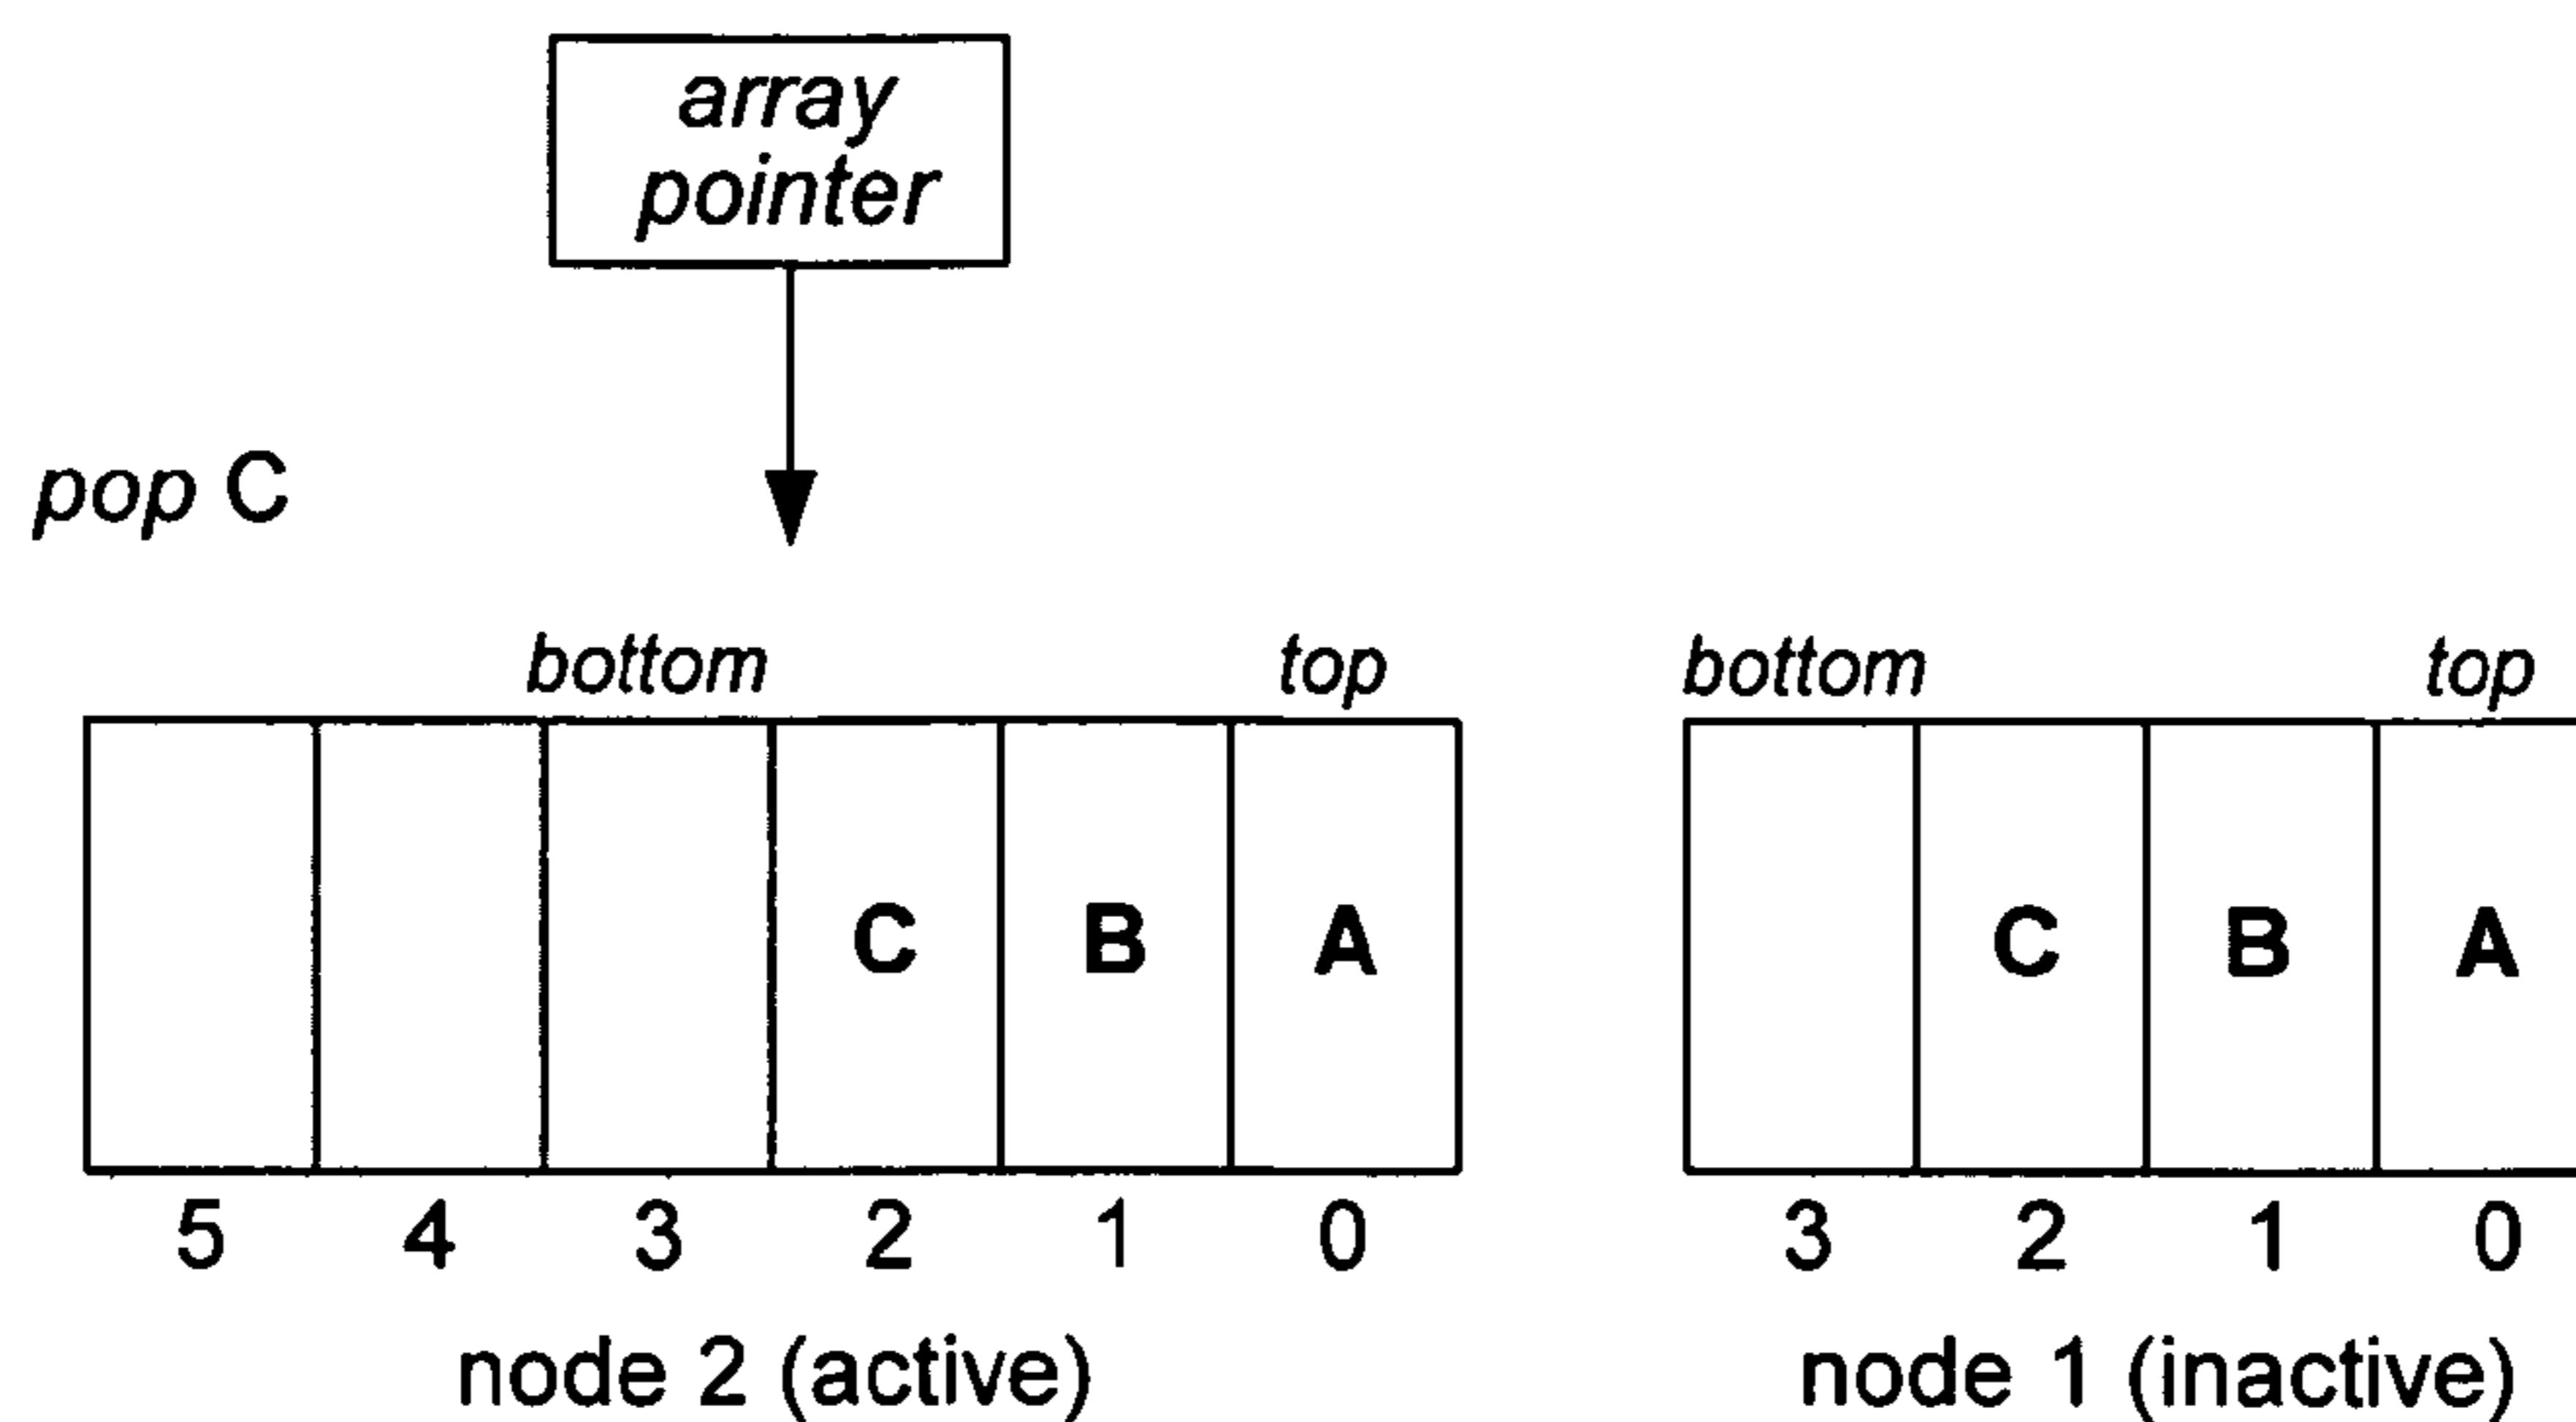 array
pointer
pop C
bottom top bottom top
C B A C B A
5 4 3 2 1 0 3 2 1 0
node 2 (active) node 1 (inactive)